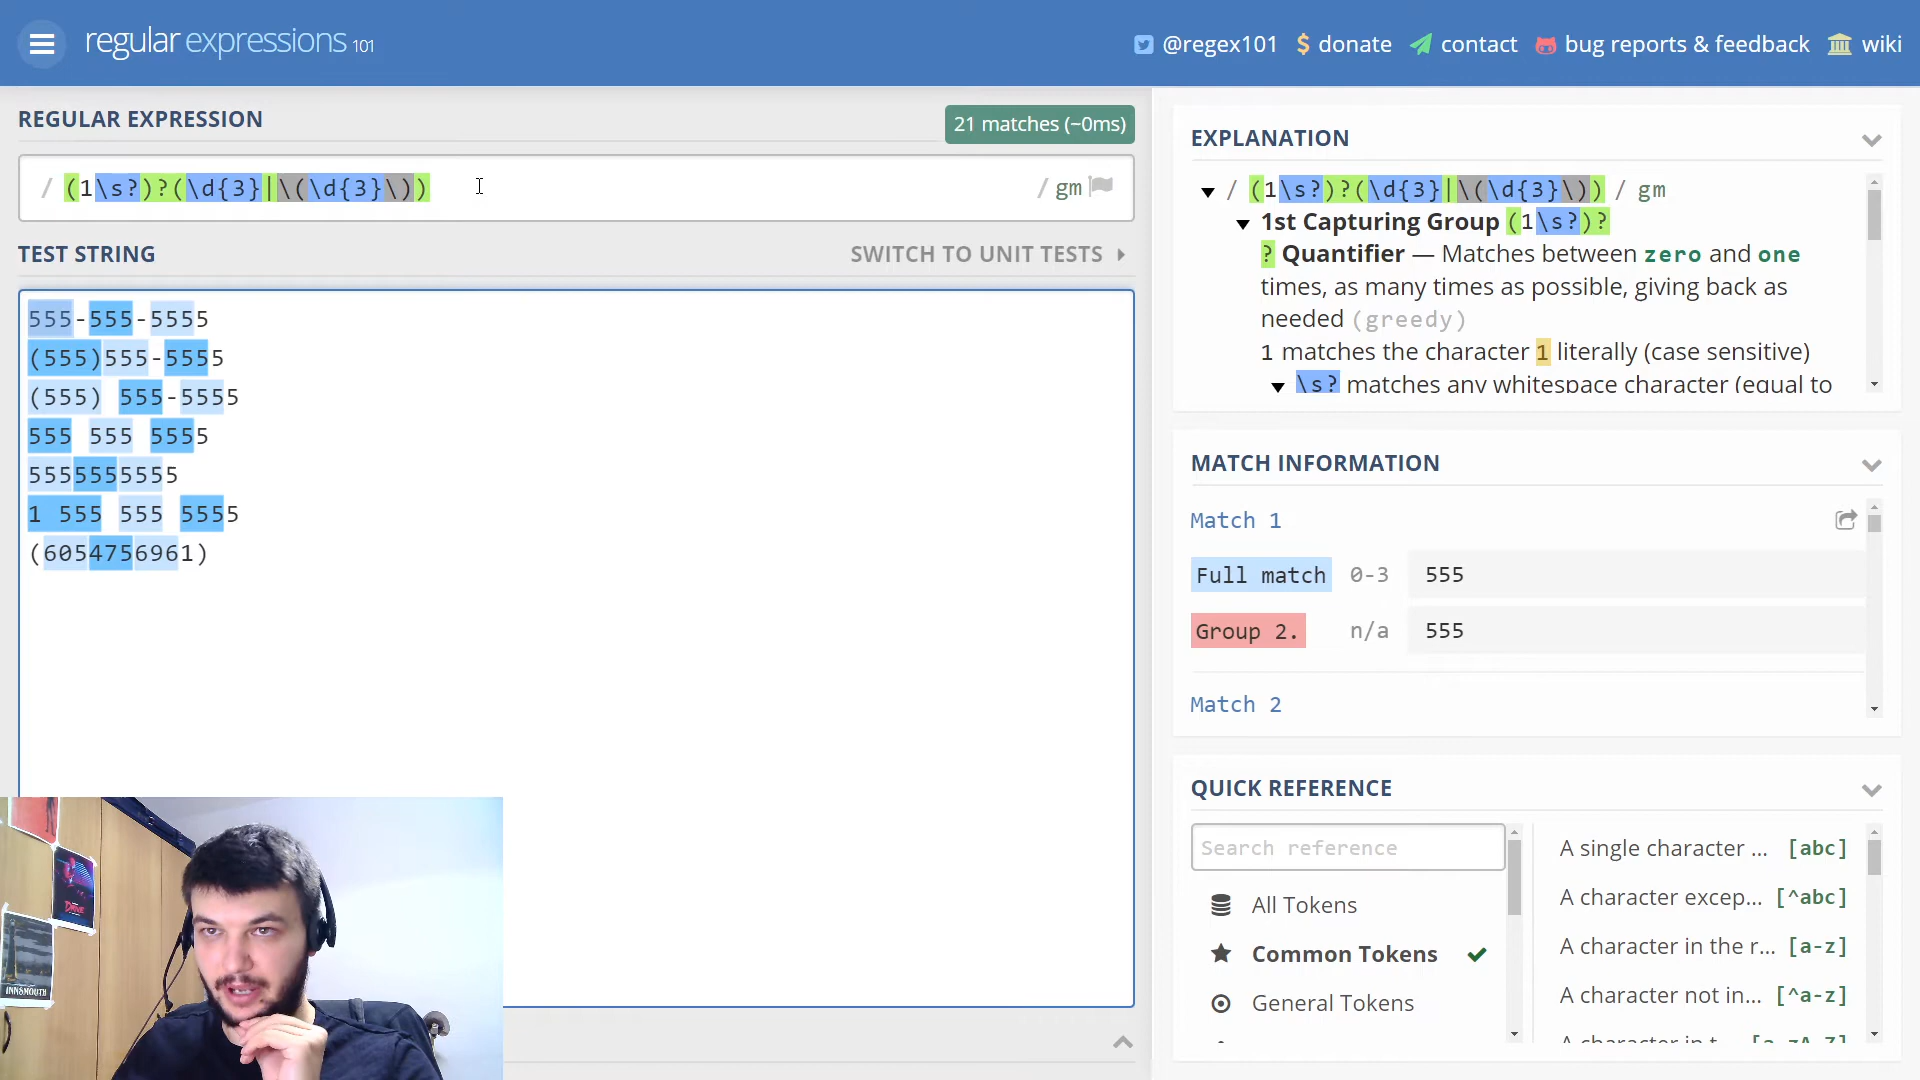 regular expressions 101
@regex101
donate
contact
bug reports & feedback
wiki
REGULAR EXPRESSION
21 matches (~0ms)
/ (1\s?)?(\d{3}|\(\d{3}\)) / gm
TEST STRING
SWITCH TO UNIT TESTS
555-555-5555
(555)555-5555
(555) 555-5555
555 555 5555
5555555555
1 555 555 5555
(6054756961)
EXPLANATION
/ (1\s?)?(\d{3}|\(\d{3}\)) / gm
1st Capturing Group (1\s?)?
? Quantifier — Matches between zero and one
times, as many times as possible, giving back as
needed (greedy)
1 matches the character 1 literally (case sensitive)
\s? matches any whitespace character (equal to
MATCH INFORMATION
Match 1
Full match 0-3 555
Group 2. n/a 555
Match 2
QUICK REFERENCE
Search reference
All Tokens
Common Tokens
General Tokens
A single character ... [abc]
A character excep... [^abc]
A character in the r... [a-z]
A character not in... [^a-z]
A character in t... [a-zA-Z]
INNSMOUTH
DRIVE